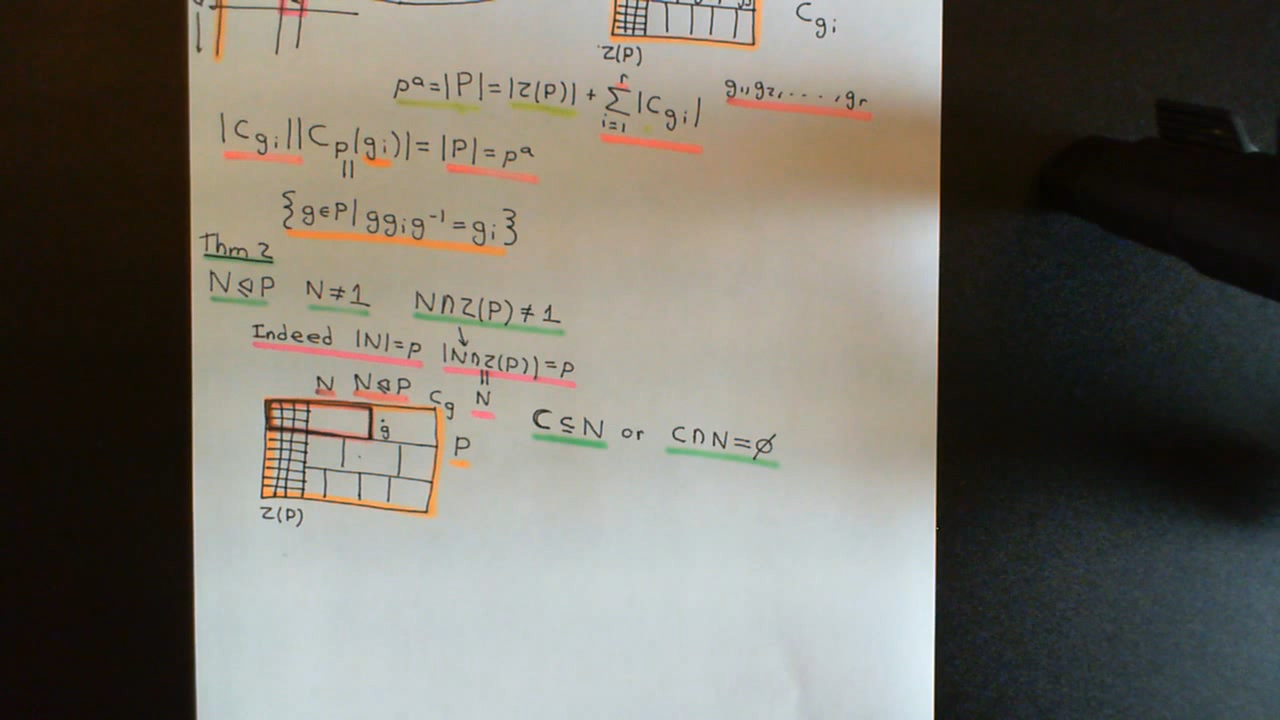 Z(P)
C_{g_i}
p^a = |P| = |Z(P)| + \sum_{i=1}^{r} |C_{g_i}| g_1, g_2, ...., g_r
|C_{g_i}||C_P(g_i)| = |P| = p^a
||
{g∈P | g g_i g^{-1} = g_i}
Thm 2
N⊴P N≠1 N∩Z(P)≠1
↓
Indeed |N|=p |N∩Z(P)|=p
||
N N⊴P C_g N
g
P
C⊆N or C∩N=∅
Z(P)